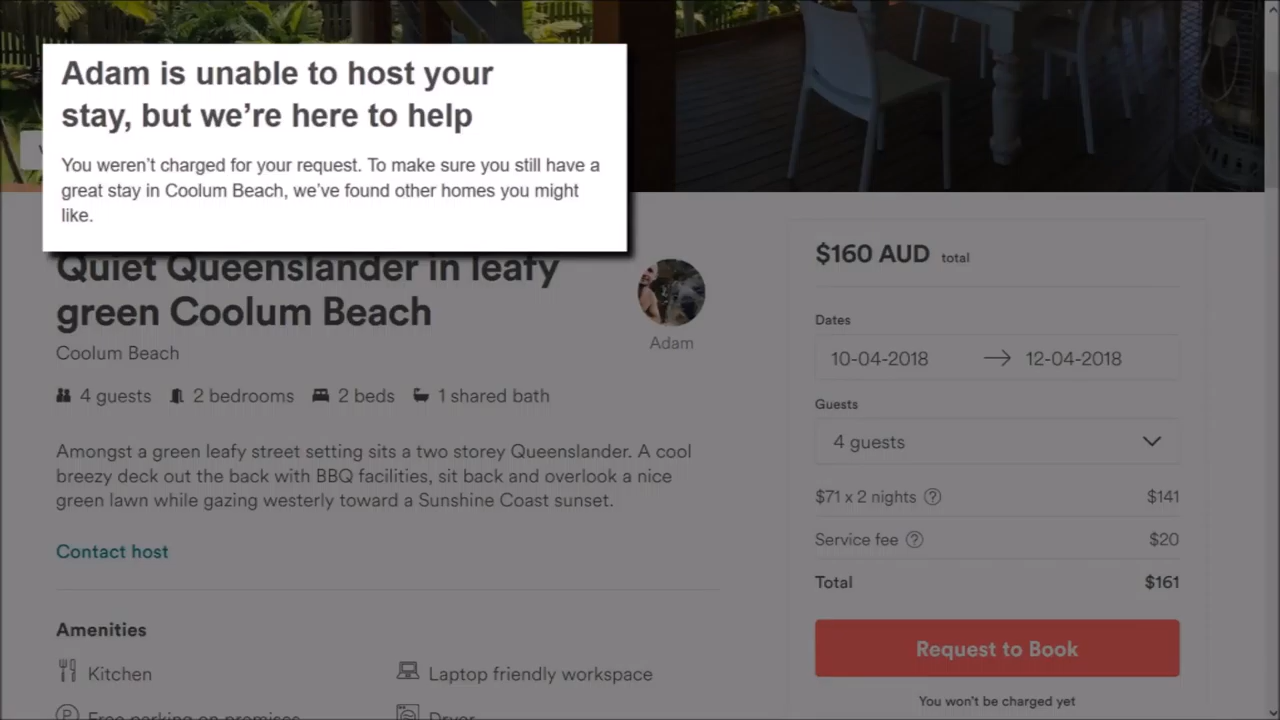 Adam is unable to host your
stay, but we're here to help
You weren't charged for your request. To make sure you still have a
great stay in Coolum Beach, we've found other homes you might
like.
Quiet Queenslander in leafy
green Coolum Beach
Adam
Coolum Beach
4 guests 2 bedrooms 2 beds 1 shared bath
Amongst a green leafy street setting sits a two storey Queenslander. A cool
breezy deck out the back with BBQ facilities, sit back and overlook a nice
green lawn while gazing westerly toward a Sunshine Coast sunset.
Contact host
Amenities
Kitchen
Laptop friendly workspace
Free parking on premises
Dryer
$160 AUD total
Dates
10-04-2018 → 12-04-2018
Guests
4 guests
$71 x 2 nights ? $141
Service fee ? $20
Total $161
Request to Book
You won't be charged yet